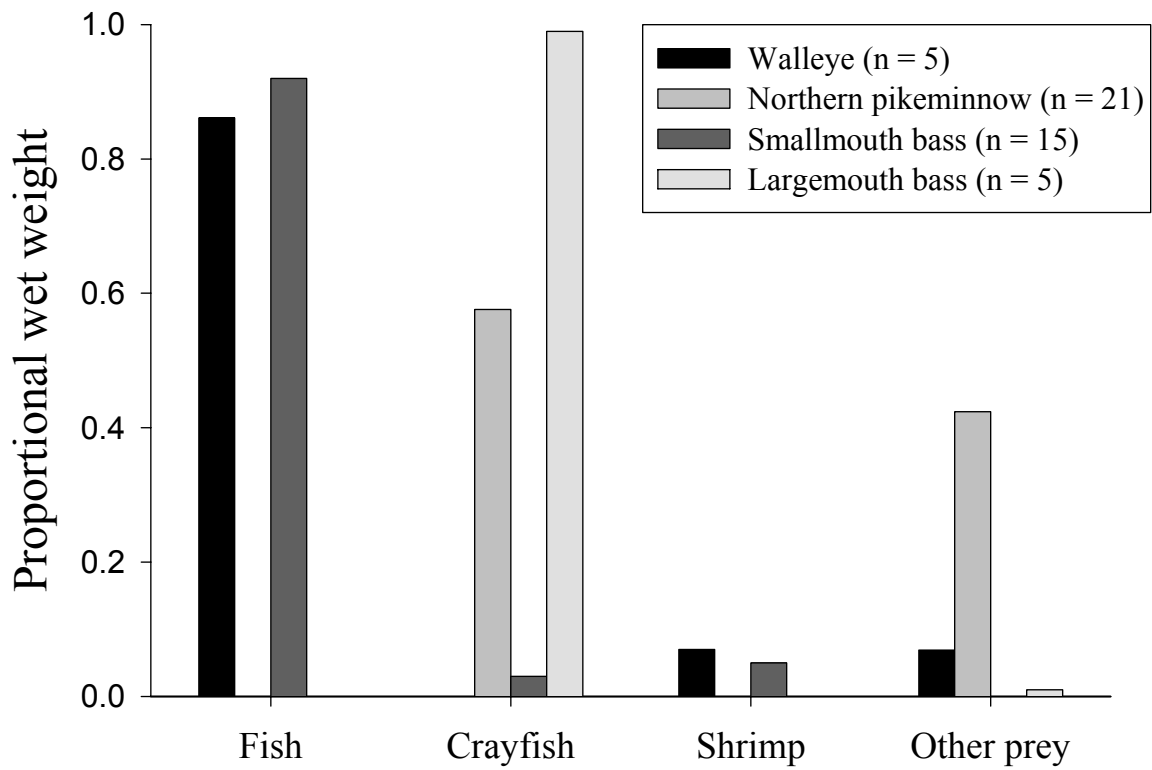 Proportional wet weight
1.0
0.8
0.6
0.4
0.2
0.0
Walleye (n = 5)
Northern pikeminnow (n = 21)
Smallmouth bass (n = 15)
Largemouth bass (n = 5)
Fish
Crayfish
Shrimp
Other prey